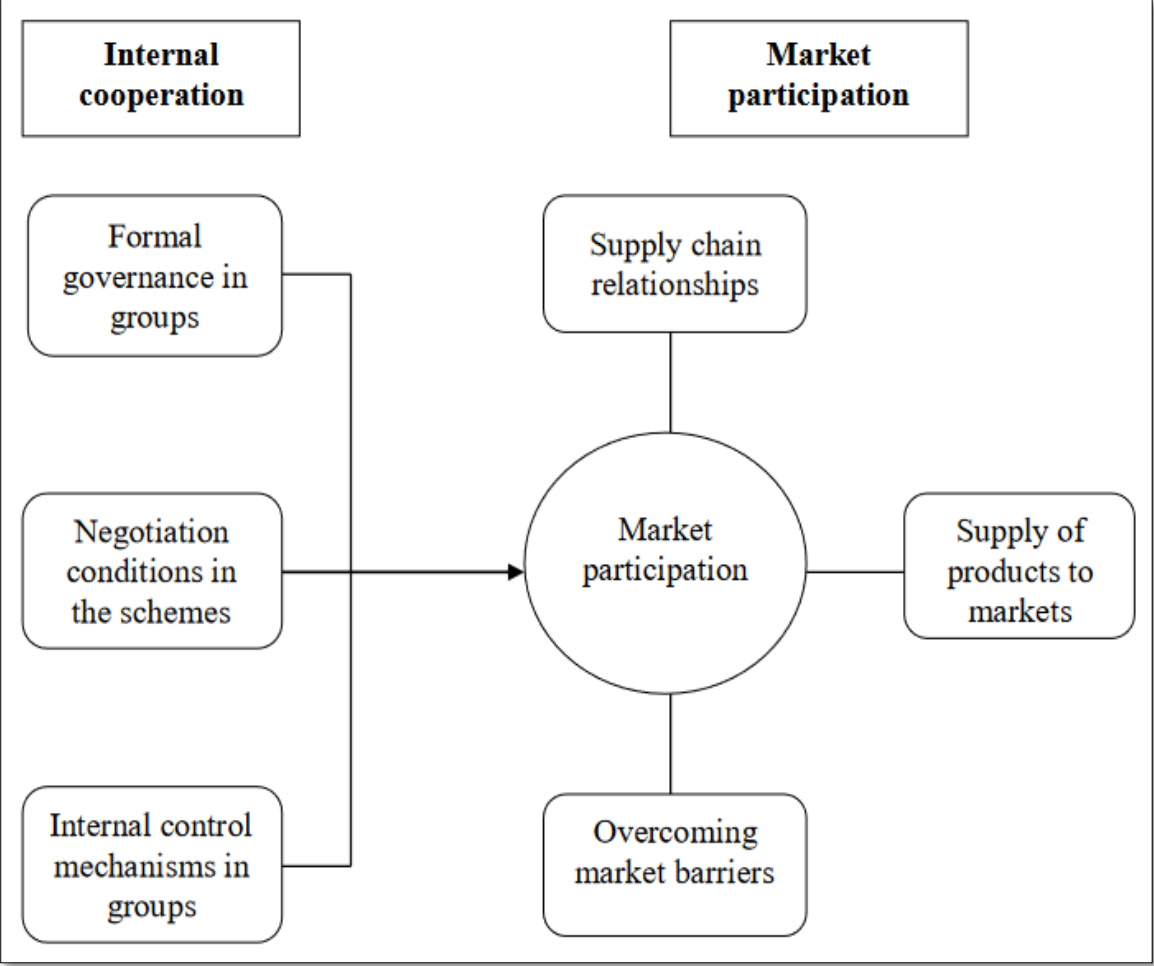 Internal
cooperation
Market
participation
Formal
governance in
groups
Supply chain
relationships
Negotiation
conditions in
the schemes
Market
participation
Supply of
products to
markets
Internal control
mechanisms in
groups
Overcoming
market barriers